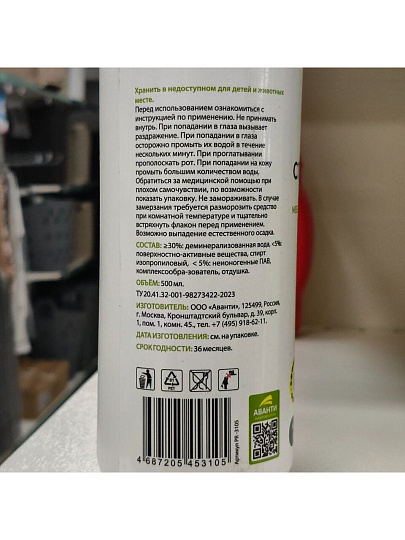 Хранить в недоступном для детей и животных
месте.
Перед использованием ознакомиться с
инструкцией по применению. Не принимать
внутрь. При попадании в глаза вызывает
раздражение. При попадании в глаза
осторожно промыть их водой в течение
нескольких минут. При проглатывании
прополоскать рот. При попадании на кожу
промыть большим количеством воды.
Обратиться за медицинской помощью при
плохом самочувствии, по возможности
показать упаковку. Не замораживать. В случае
замерзания требуется разморозить средство
при комнатной температуре и тщательно
встряхнуть флакон перед применением.
Возможно выпадение естественного осадка.
СОСТАВ: ≥30%: деминерализованная вода, <5%:
поверхностно-активные вещества, спирт
изопропиловый, < 5%: неионогенные ПАВ,
комплексообра-зователь, отдушка.
ОБЪЁМ: 500 мл.
ТУ 20.41.32-001-98273422-2023
ИЗГОТОВИТЕЛЬ: ООО «Аванти», 125499, Россия,
г. Москва, Кронштадтский бульвар, д. 39, корп.
1, пом. 1, комн. 45., тел. +7 (495) 918-62-11.
ДАТА ИЗГОТОВЛЕНИЯ: см. на упаковке.
СРОК ГОДНОСТИ: 36 месяцев.
PET
АВАНТИ
Артикул PR-3105
4 687205 453105